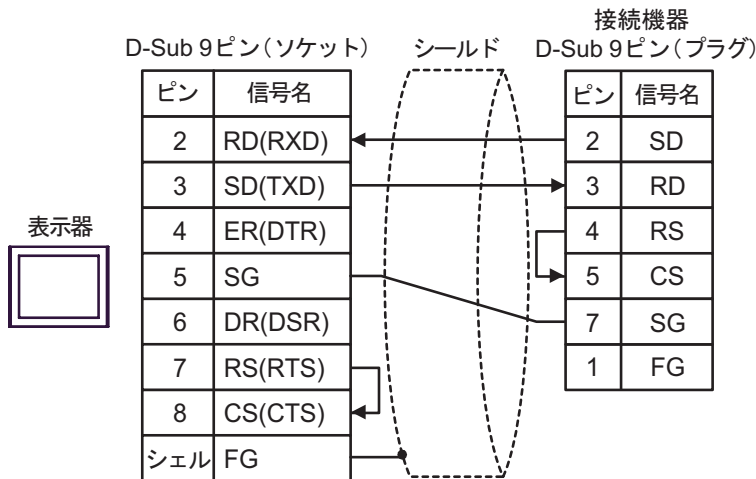 接続機器
D-Sub 9ピン(ソケット)
シールド
D-Sub 9ピン(プラグ)
ピン 信号名
2 RD(RXD)
3 SD(TXD)
4 ER(DTR)
5 SG
6 DR(DSR)
7 RS(RTS)
8 CS(CTS)
シェル FG
表示器
ピン 信号名
2 SD
3 RD
4 RS
5 CS
7 SG
1 FG